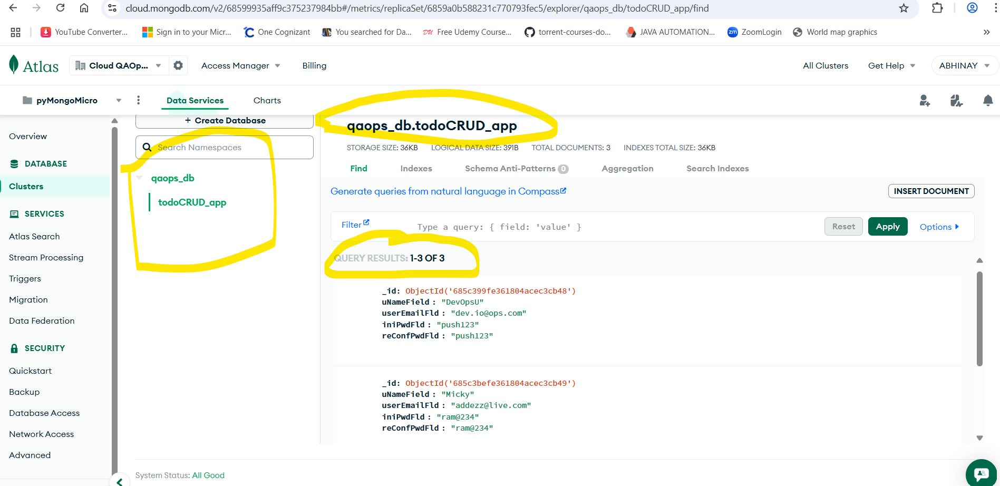 cloud.mongodb.com/v2/68599935aff9c375237984bb#/metrics/replicaSet/6859a0b588231c770793fec5/explorer/qaops_db/todoCRUD_app/find
YouTube Converter... Sign in to your Micr... One Cognizant You searched for Da... DU Free Udemy Course... torrent-courses-do... JAVA AUTOMATION... zm ZoomLogin World map graphics »
Atlas Cloud QAOp... Access Manager Billing All Clusters Get Help ABHINAY
pyMongoMicro Data Services Charts
+ Create Database
qaops_db.todoCRUD_app
Overview
Search Namespaces
STORAGE SIZE: 36KB LOGICAL DATA SIZE: 391B TOTAL DOCUMENTS: 3 INDEXES TOTAL SIZE: 36KB
DATABASE
Find Indexes Schema Anti-Patterns 0 Aggregation Search Indexes
qaops_db
Clusters
Generate queries from natural language in Compass
INSERT DOCUMENT
todoCRUD_app
SERVICES
Filter Type a query: { field: 'value' } Reset Apply Options
Atlas Search
Stream Processing
QUERY RESULTS: 1-3 OF 3
Triggers
_id: ObjectId('685c399fe361804acec3cb48')
Migration
uNameField : "DevOpsU"
userEmailFld : "dev.io@ops.com"
Data Federation
iniPwdFld : "push123"
reConfPwdFld : "push123"
SECURITY
Quickstart
_id: ObjectId('685c3befe361804acec3cb49')
Backup
uNameField : "Micky"
userEmailFld : "addezz@live.com"
Database Access
iniPwdFld : "ram@234"
reConfPwdFld : "ram@234"
Network Access
Advanced
System Status: All Good